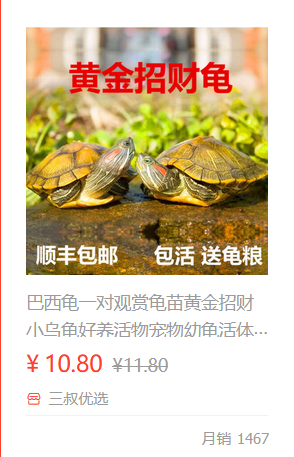 黄金招财龟
顺丰包邮 包活 送龟粮
巴西龟一对观赏龟苗黄金招财
小乌龟好养活物宠物幼龟活体...
¥ 10.80 ¥11.80
三叔优选
月销 1467